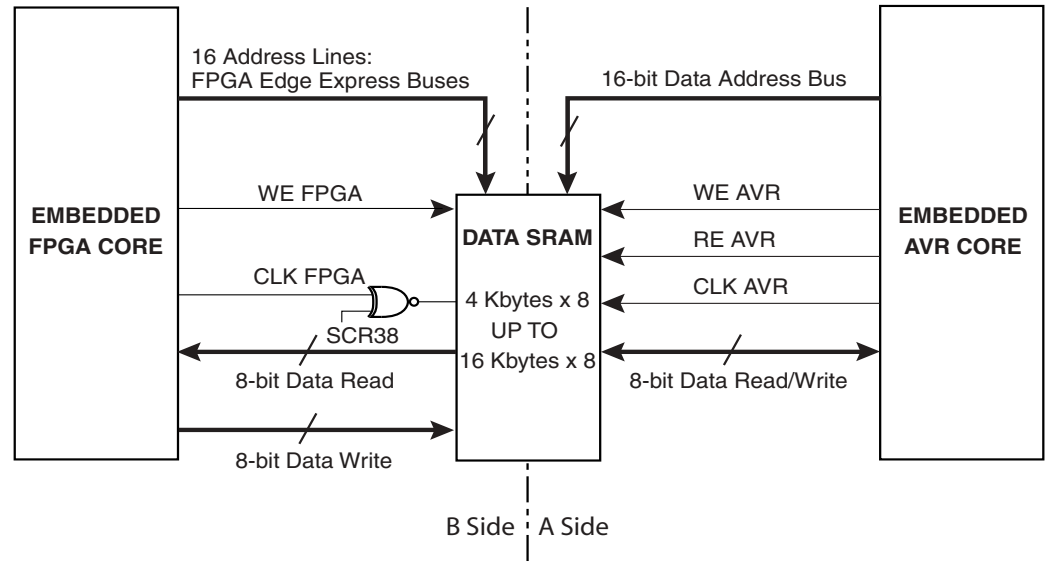 16 Address Lines:
FPGA Edge Express Buses
16-bit Data Address Bus
EMBEDDED
FPGA CORE
WE FPGA
CLK FPGA
SCR38
8-bit Data Read
8-bit Data Write
DATA SRAM
4 Kbytes x 8
UP TO
16 Kbytes x 8
WE AVR
RE AVR
CLK AVR
8-bit Data Read/Write
EMBEDDED
AVR CORE
B Side
A Side